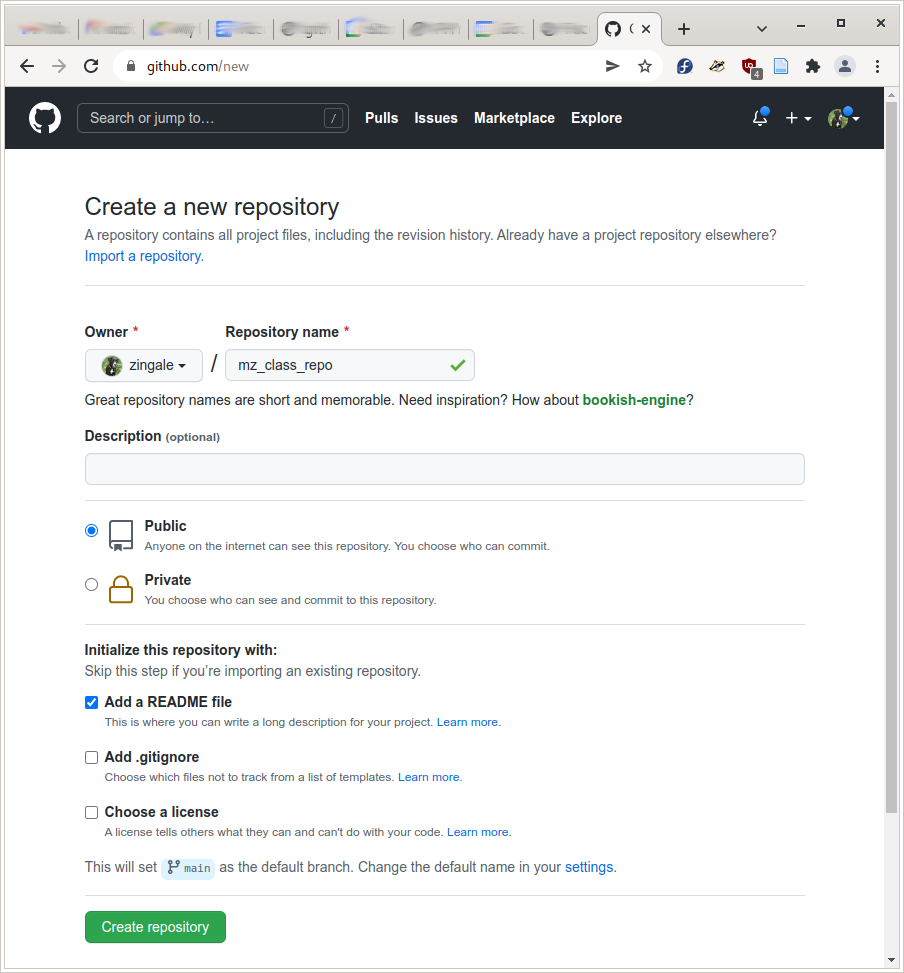 (
github.com/new
4
Search or jump to…
/
Pulls Issues Marketplace Explore
Create a new repository
A repository contains all project files, including the revision history. Already have a project repository elsewhere?
Import a repository.
Owner * Repository name *
zingale / mz_class_repo
Great repository names are short and memorable. Need inspiration? How about bookish-engine?
Description (optional)
Public
Anyone on the internet can see this repository. You choose who can commit.
Private
You choose who can see and commit to this repository.
Initialize this repository with:
Skip this step if you’re importing an existing repository.
Add a README file
This is where you can write a long description for your project. Learn more.
Add .gitignore
Choose which files not to track from a list of templates. Learn more.
Choose a license
A license tells others what they can and can't do with your code. Learn more.
This will set main as the default branch. Change the default name in your settings.
Create repository